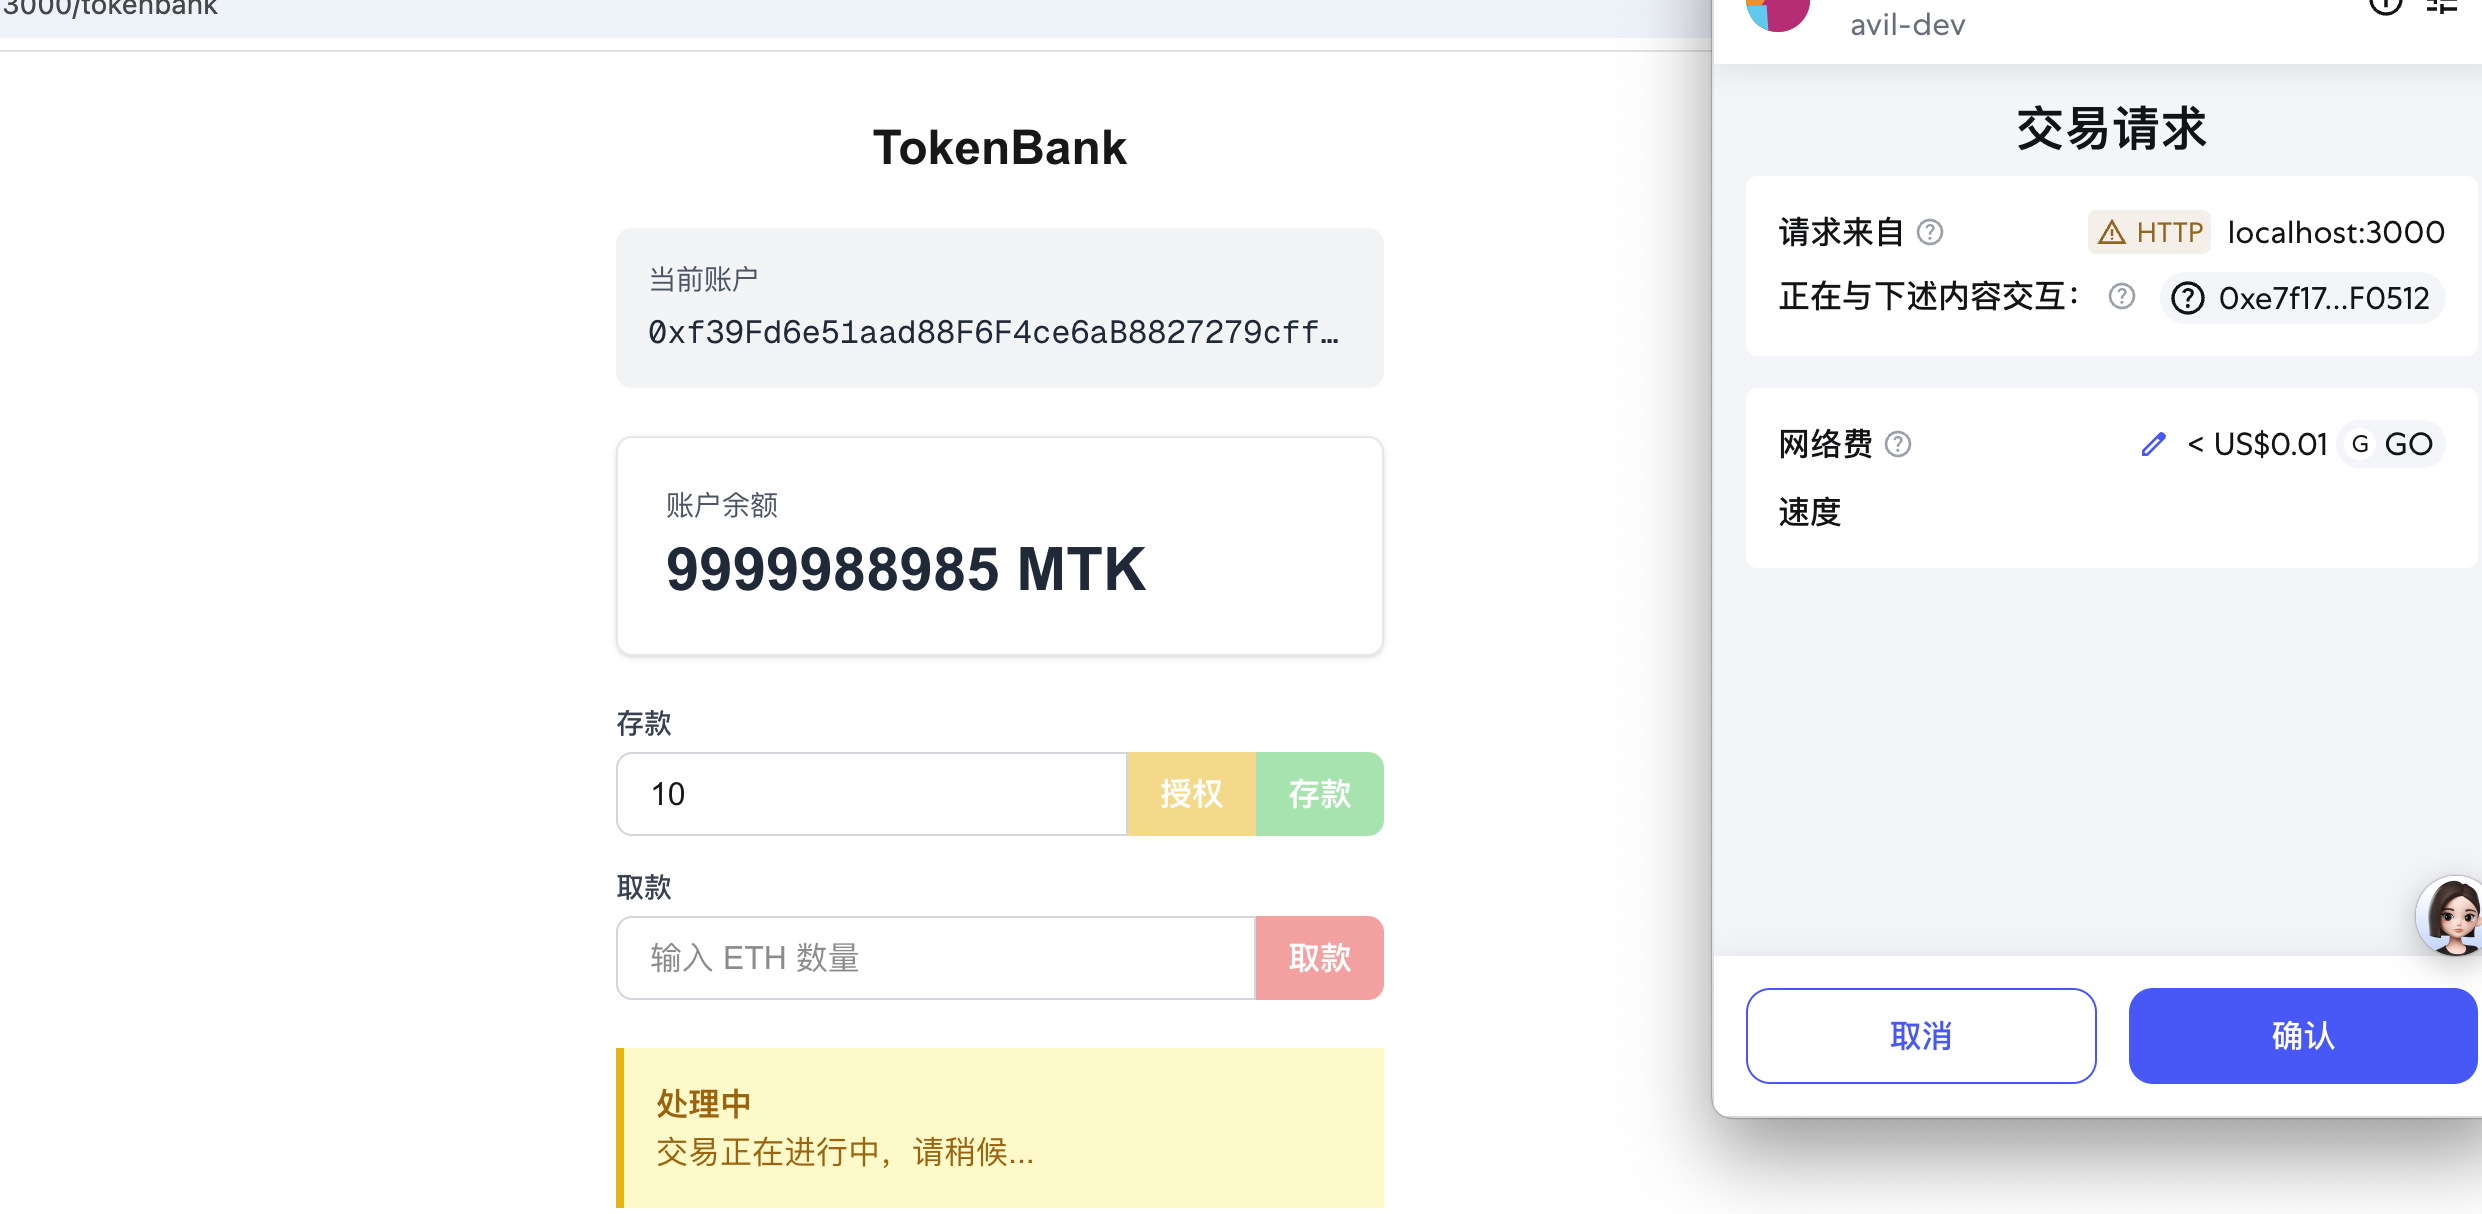 3000/tokenbank
TokenBank
当前账户
0xf39Fd6e51aad88F6F4ce6aB8827279cff…
账户余额
9999988985 MTK
存款
10
授权
存款
取款
输入 ETH 数量
取款
处理中
交易正在进行中，请稍候...
avil-dev
交易请求
请求来自 HTTP localhost:3000
正在与下述内容交互： 0xe7f17...F0512
网络费 < US$0.01 G GO
速度
取消
确认